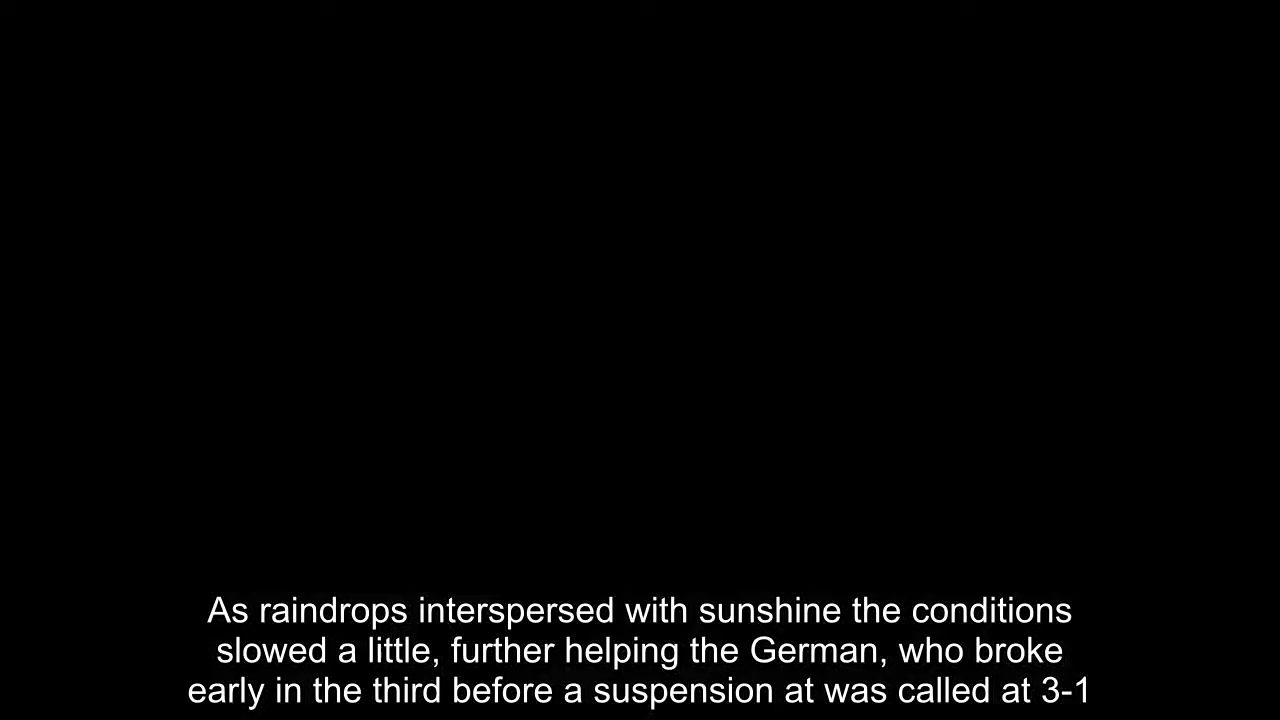 As raindrops interspersed with sunshine the conditions
slowed a little, further helping the German, who broke
early in the third before a suspension at was called at 3-1